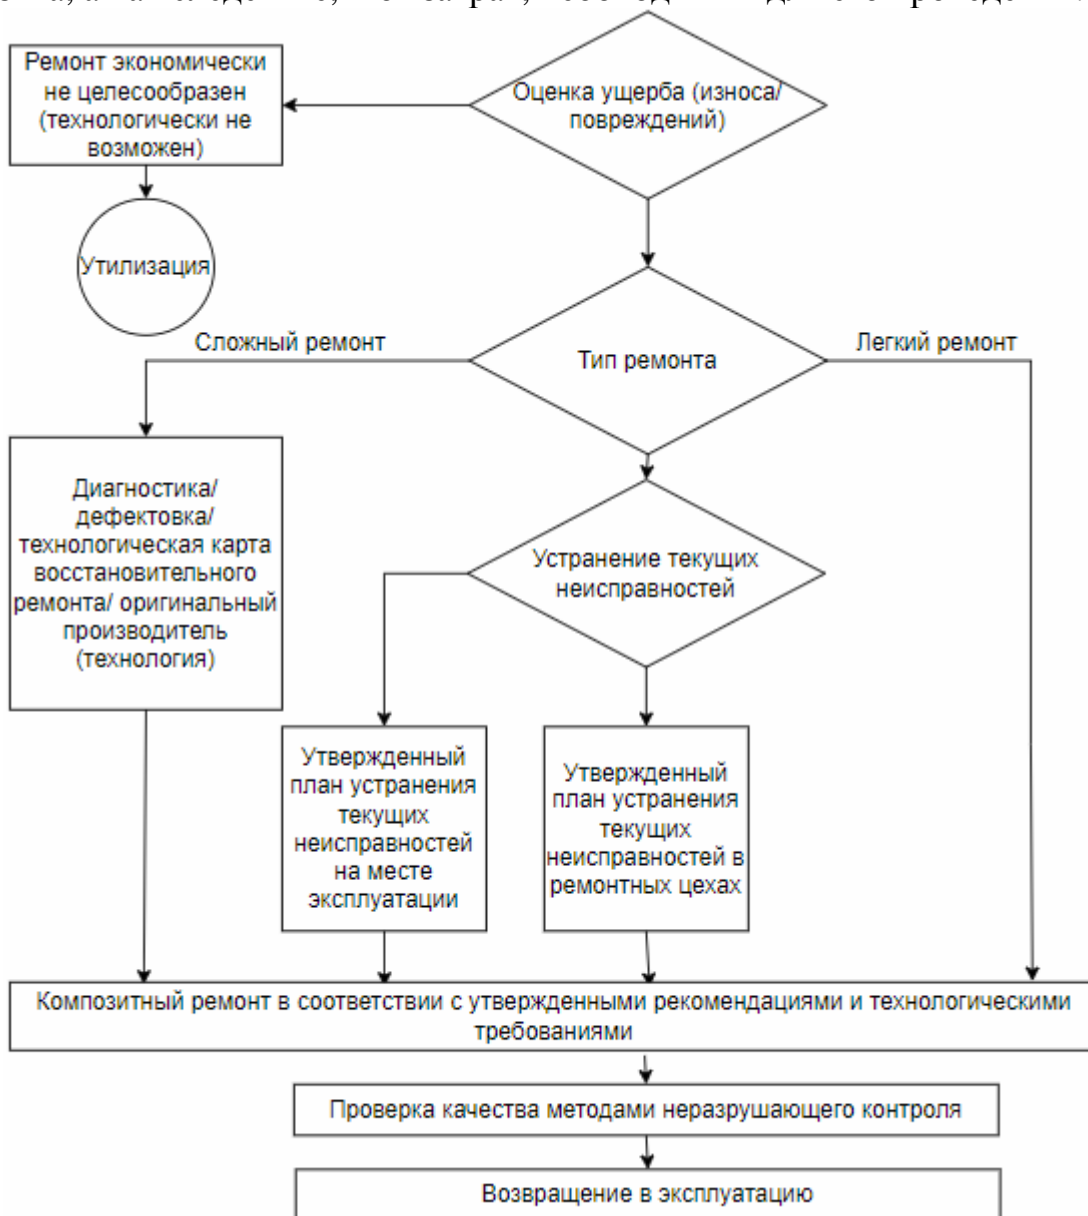 Ремонт экономически
не целесообразен
(технологически не
возможен)
Оценка ущерба (износа/
повреждений)
Утилизация
Сложный ремонт
Тип ремонта
Легкий ремонт
Диагностика/
дефектовка/
технологическая карта
восстановительного
ремонта/ оригинальный
производитель
(технология)
Устранение текущих
неисправностей
Утвержденный
план устранения
текущих
неисправностей
на месте
эксплуатации
Утвержденный
план устранения
текущих
неисправностей в
ремонтных цехах
Композитный ремонт в соответствии с утвержденными рекомендациями и технологическими
требованиями
Проверка качества методами неразрушающего контроля
Возвращение в эксплуатацию